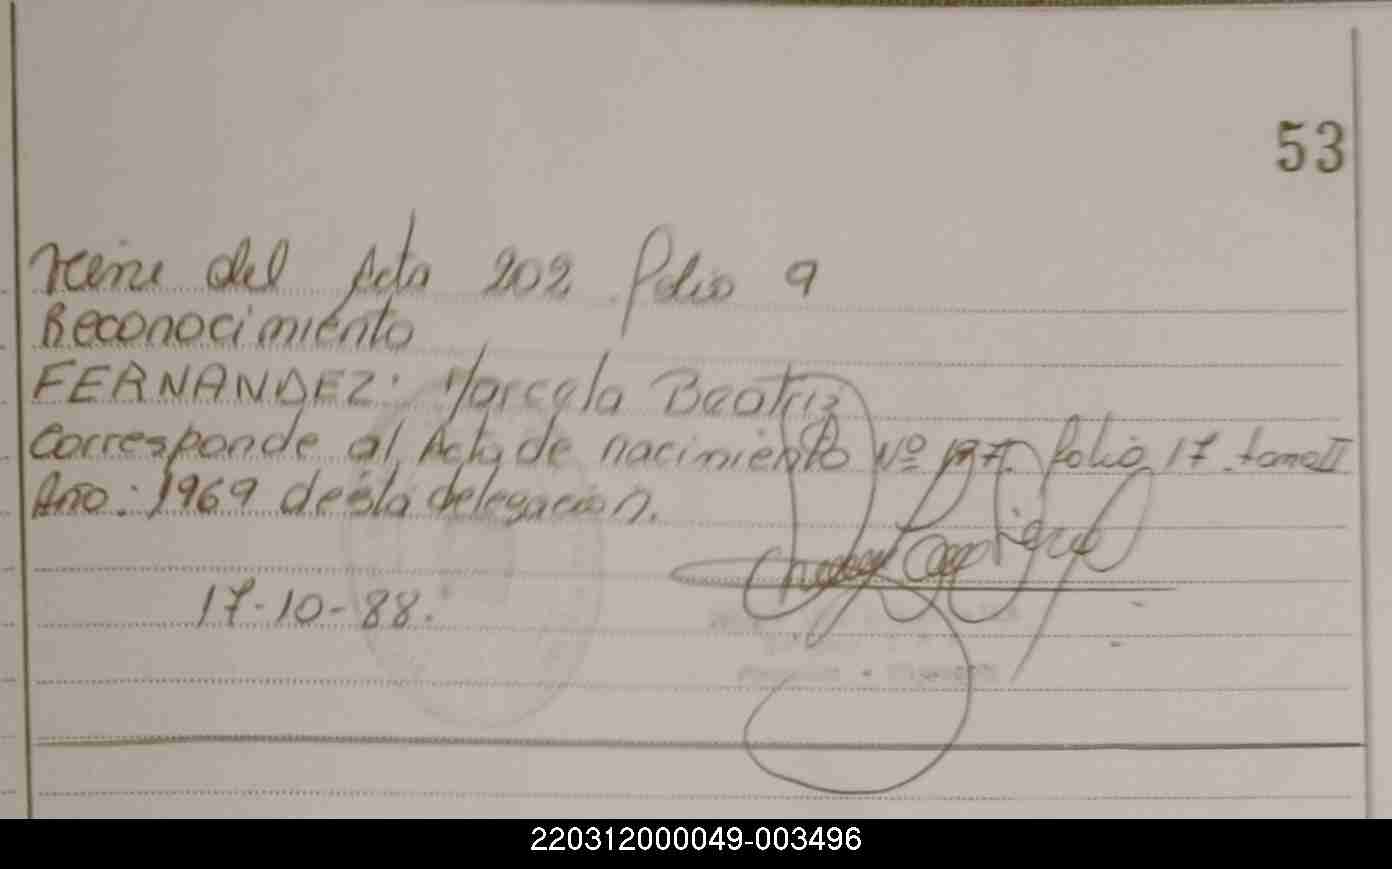 53
Viene del Acta 202 folio 9
Reconocimiento
FERNANDEZ: Marcela Beatriz
Corresponde al Acta de nacimiento Nº 137. folio 17. tomo II
Año: 1969 de ésta delegación.
17-10-88.
220312000049-003496